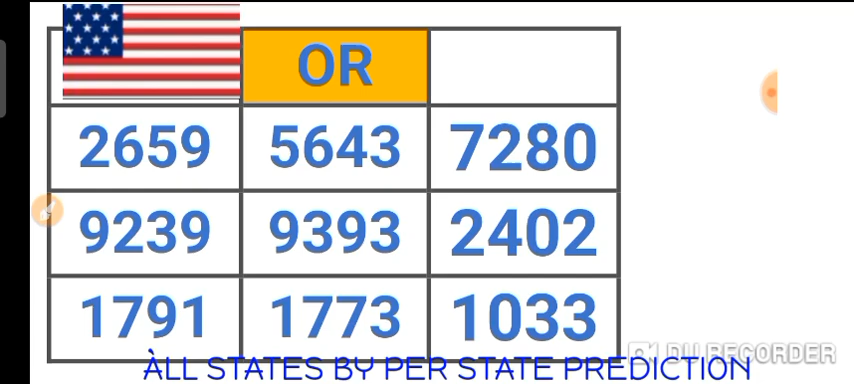 OR
2659 5643 7280
9239 9393 2402
1791 1773 1033
DU RECORDER
ÀLL STATES BY PER STATE PREDICTION